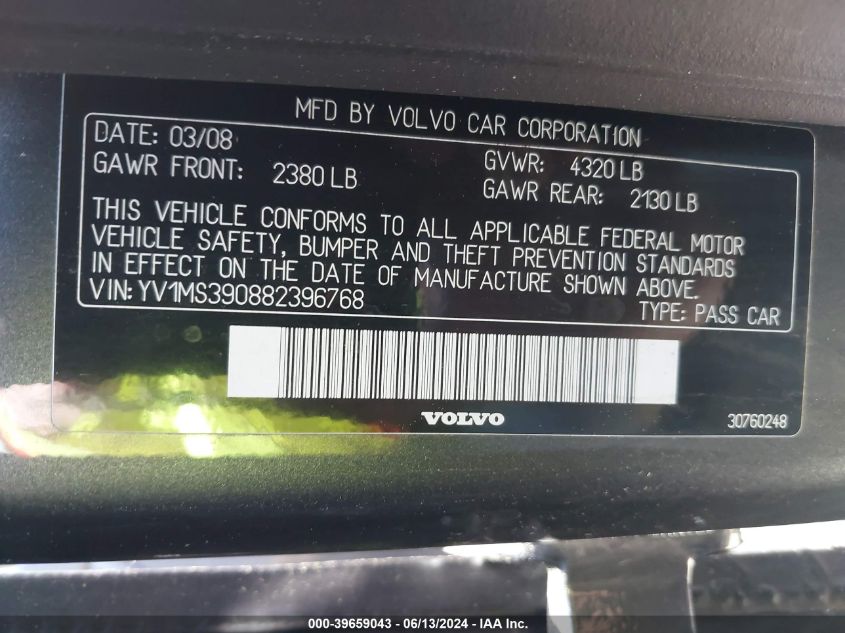 MFD BY VOLVO CAR CORPORATION
DATE: 03/08
GVWR: 4320 LB
GAWR FRONT: 2380 LB
GAWR REAR: 2130 LB
THIS VEHICLE CONFORMS TO ALL APPLICABLE FEDERAL MOTOR
VEHICLE SAFETY, BUMPER AND THEFT PREVENTION STANDARDS
IN EFFECT ON THE DATE OF MANUFACTURE SHOWN ABOVE.
VIN: YV1MS390882396768
TYPE: PASS CAR
VOLVO
30760248
000-39659043 - 06/13/2024 - IAA Inc.